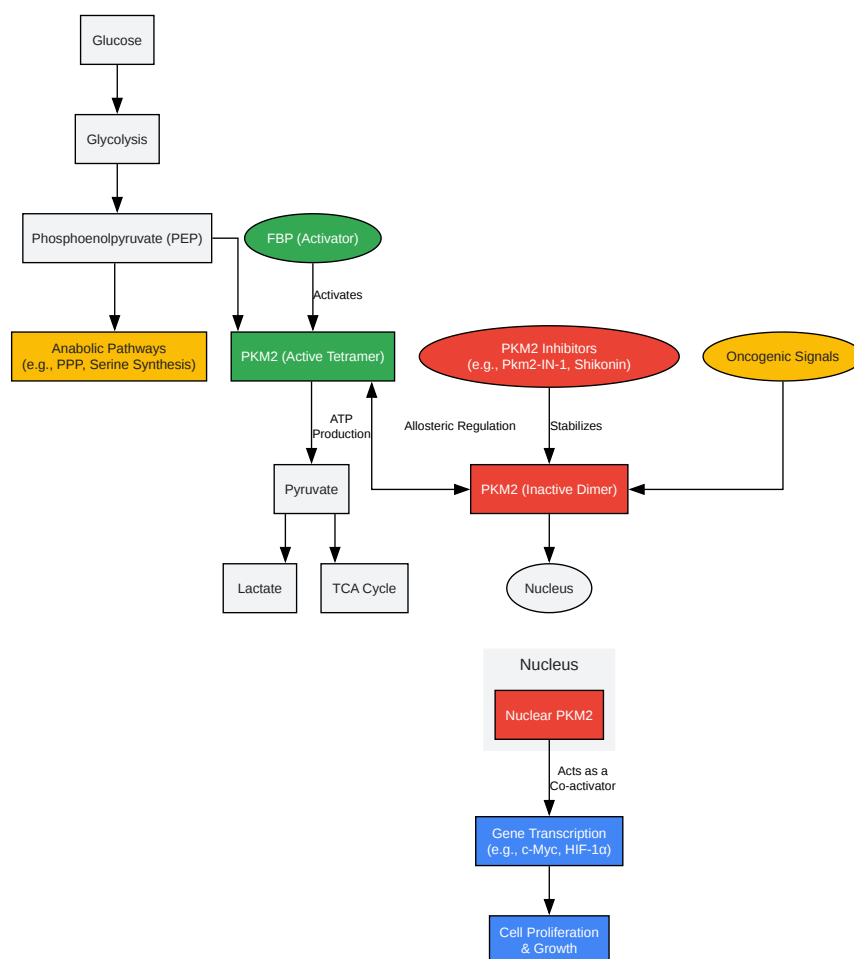 Glucose
Glycolysis
Phosphoenolpyruvate (PEP)
FBP (Activator)
Activates
Anabolic Pathways
(e.g., PPP, Serine Synthesis)
PKM2 (Active Tetramer)
PKM2 Inhibitors
(e.g., Pkm2-IN-1, Shikonin)
Oncogenic Signals
ATP
Production
Allosteric Regulation
Stabilizes
Pyruvate
PKM2 (Inactive Dimer)
Lactate
TCA Cycle
Nucleus
Nucleus
Nuclear PKM2
Acts as a
Co-activator
Gene Transcription
(e.g., c-Myc, HIF-1α)
Cell Proliferation
& Growth